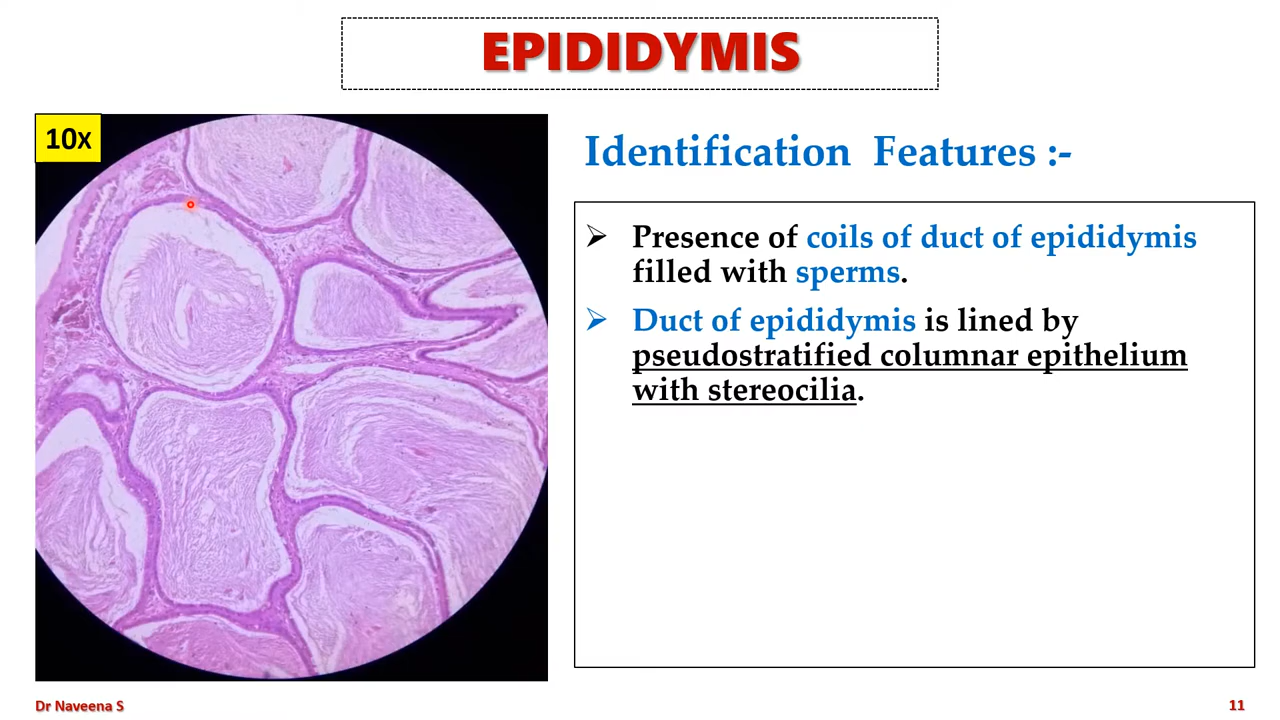 EPIDIDYMIS
10x
Identification Features :-
➢ Presence of coils of duct of epididymis
filled with sperms.
➢ Duct of epididymis is lined by
pseudostratified columnar epithelium
with stereocilia.
Dr Naveena S
11